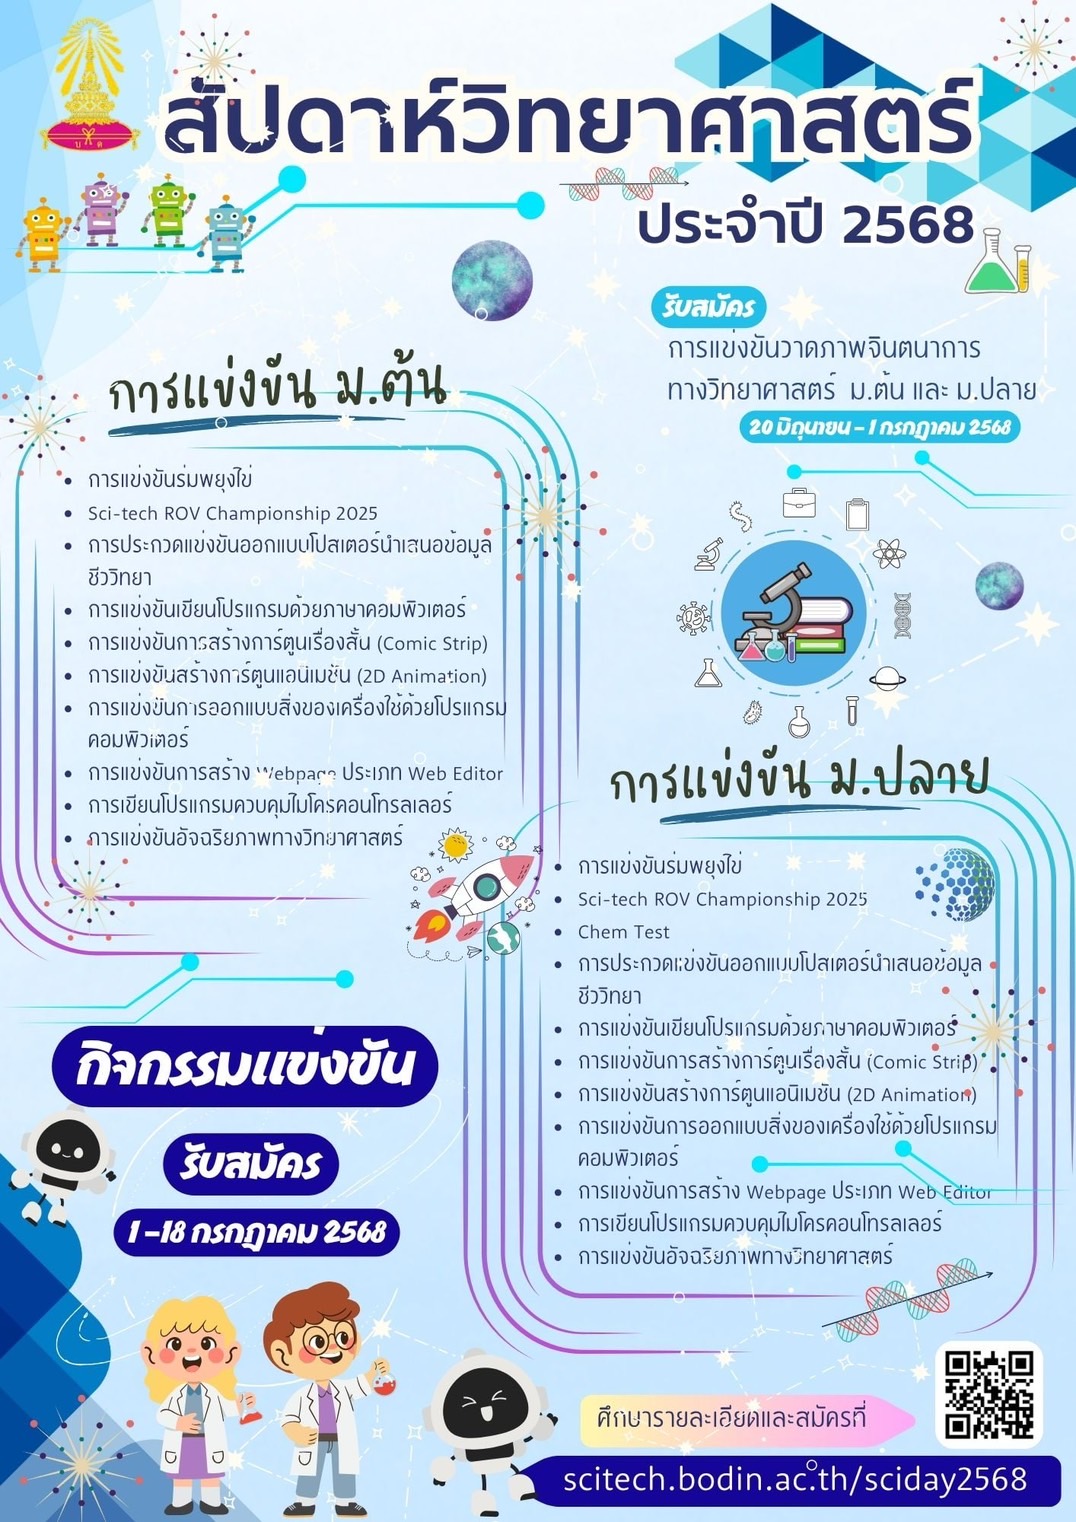 บ ด
สัปดาห์วิทยาศาสตร์
ประจำปี 2568
รับสมัคร
การแข่งขันวาดภาพจินตนาการ
ทางวิทยาศาสตร์ ม.ต้น และ ม.ปลาย
20 มิถุนายน - 1 กรกฎาคม 2568
การแข่งขัน ม.ต้น
• การแข่งขันร่มพยุงไข่
• Sci-tech ROV Championship 2025
• การประกวดแข่งขันออกแบบโปสเตอร์นำเสนอข้อมูล
ชีววิทยา
• การแข่งขันเขียนโปรแกรมด้วยภาษาคอมพิวเตอร์
• การแข่งขันการสร้างการ์ตูนเรื่องสั้น (Comic Strip)
• การแข่งขันสร้างการ์ตูนแอนิเมชัน (2D Animation)
• การแข่งขันการออกแบบสิ่งของเครื่องใช้ด้วยโปรแกรม
คอมพิวเตอร์
• การแข่งขันการสร้าง Webpage ประเภท Web Editor
• การเขียนโปรแกรมควบคุมไมโครคอนโทรลเลอร์
• การแข่งขันอัจฉริยภาพทางวิทยาศาสตร์
การแข่งขัน ม.ปลาย
• การแข่งขันร่มพยุงไข่
• Sci-tech ROV Championship 2025
• Chem Test
• การประกวดแข่งขันออกแบบโปสเตอร์นำเสนอข้อมูล
ชีววิทยา
• การแข่งขันเขียนโปรแกรมด้วยภาษาคอมพิวเตอร์
• การแข่งขันการสร้างการ์ตูนเรื่องสั้น (Comic Strip)
• การแข่งขันสร้างการ์ตูนแอนิเมชัน (2D Animation)
• การแข่งขันการออกแบบสิ่งของเครื่องใช้ด้วยโปรแกรม
คอมพิวเตอร์
• การแข่งขันการสร้าง Webpage ประเภท Web Editor
• การเขียนโปรแกรมควบคุมไมโครคอนโทรลเลอร์
• การแข่งขันอัจฉริยภาพทางวิทยาศาสตร์
กิจกรรมแข่งขัน
รับสมัคร
1 -18 กรกฎาคม 2568
ศึกษารายละเอียดและสมัครที่
scitech.bodin.ac.th/sciday2568